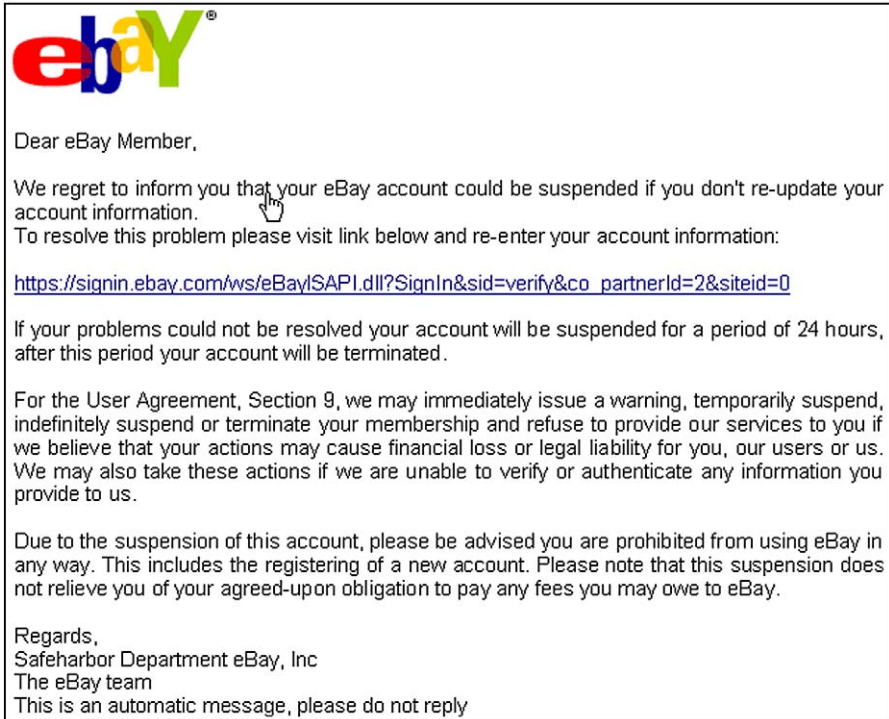 ebaY®
Dear eBay Member,
We regret to inform you that your eBay account could be suspended if you don't re-update your
account information.
To resolve this problem please visit link below and re-enter your account information:
https://signin.ebay.com/ws/eBayISAPI.dll?SignIn&sid=verify&co_partnerId=2&siteid=0
If your problems could not be resolved your account will be suspended for a period of 24 hours,
after this period your account will be terminated.
For the User Agreement, Section 9, we may immediately issue a warning, temporarily suspend,
indefinitely suspend or terminate your membership and refuse to provide our services to you if
we believe that your actions may cause financial loss or legal liability for you, our users or us.
We may also take these actions if we are unable to verify or authenticate any information you
provide to us.
Due to the suspension of this account, please be advised you are prohibited from using eBay in
any way. This includes the registering of a new account. Please note that this suspension does
not relieve you of your agreed-upon obligation to pay any fees you may owe to eBay.
Regards,
Safeharbor Department eBay, Inc
The eBay team
This is an automatic message, please do not reply